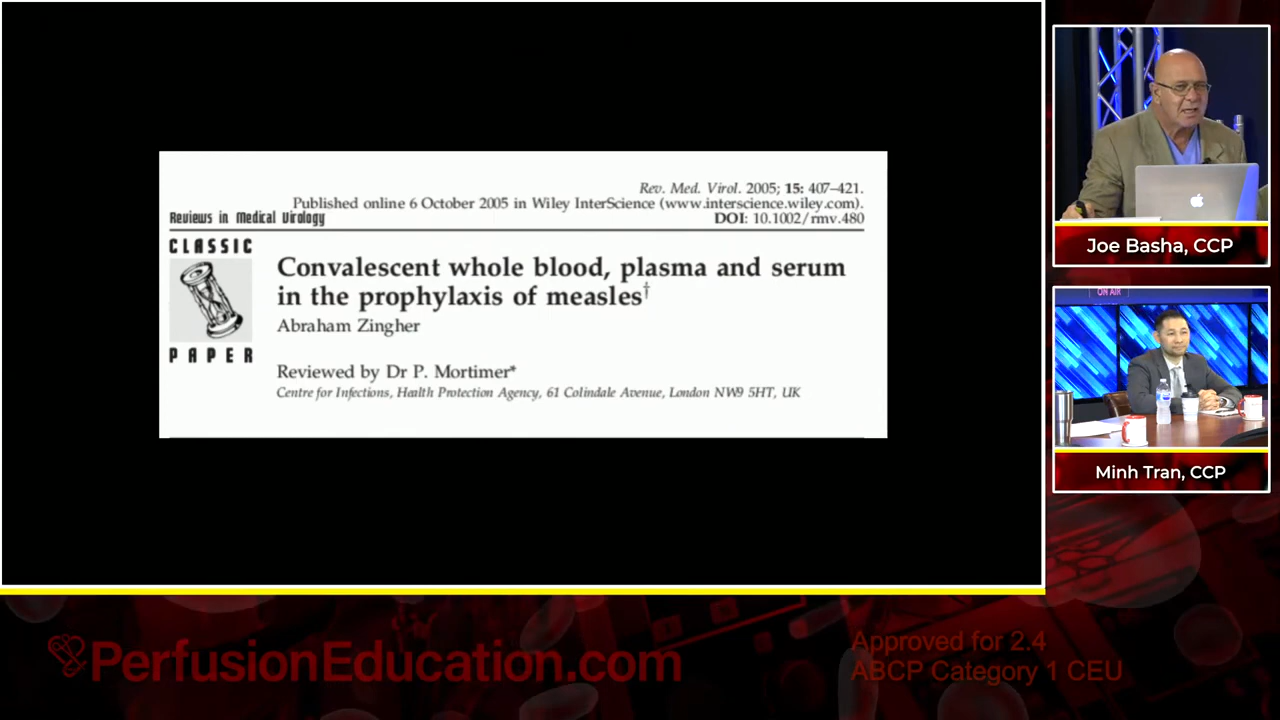 Rev. Med. Virol. 2005; 15: 407–421.
Published online 6 October 2005 in Wiley InterScience (www.interscience.wiley.com).
Reviews in Medical Virology
DOI: 10.1002/rmv.480
CLASSIC
PAPER
Convalescent whole blood, plasma and serum
in the prophylaxis of measles†
Abraham Zingher
Reviewed by Dr P. Mortimer*
Centre for Infections, Health Protection Agency, 61 Colindale Avenue, London NW9 5HT, UK
Joe Basha, CCP
ON AIR
Minh Tran, CCP
PerfusionEducation.com
Approved for 2.4
ABCP Category 1 CEU